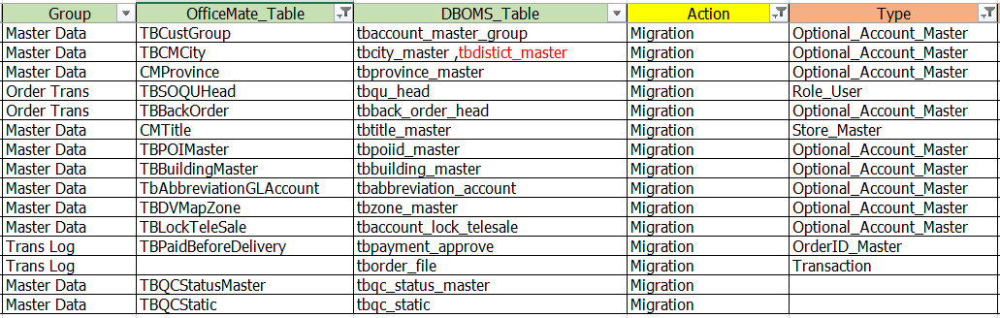 Group OfficeMate_Table DBOMS_Table Action Type
Master Data TBCustGroup tbaccount_master_group Migration Optional_Account_Master
Master Data TBCMCity tbcity_master ,tbdistict_master Migration Optional_Account_Master
Master Data CMProvince tbprovince_master Migration Optional_Account_Master
Order Trans TBSOQUHead tbqu_head Migration Role_User
Order Trans TBBackOrder tbback_order_head Migration Optional_Account_Master
Master Data CMTitle tbtitle_master Migration Store_Master
Master Data TBPOIMaster tbpoiid_master Migration Optional_Account_Master
Master Data TBBuildingMaster tbbuilding_master Migration Optional_Account_Master
Master Data TbAbbreviationGLAccount tbabbreviation_account Migration Optional_Account_Master
Master Data TBDVMapZone tbzone_master Migration Optional_Account_Master
Master Data TBLockTeleSale tbaccount_lock_telesale Migration Optional_Account_Master
Trans Log TBPaidBeforeDelivery tbpayment_approve Migration OrderID_Master
Trans Log tborder_file Migration Transaction
Master Data TBQCStatusMaster tbqc_status_master Migration
Master Data TBQCStatic tbqc_static Migration